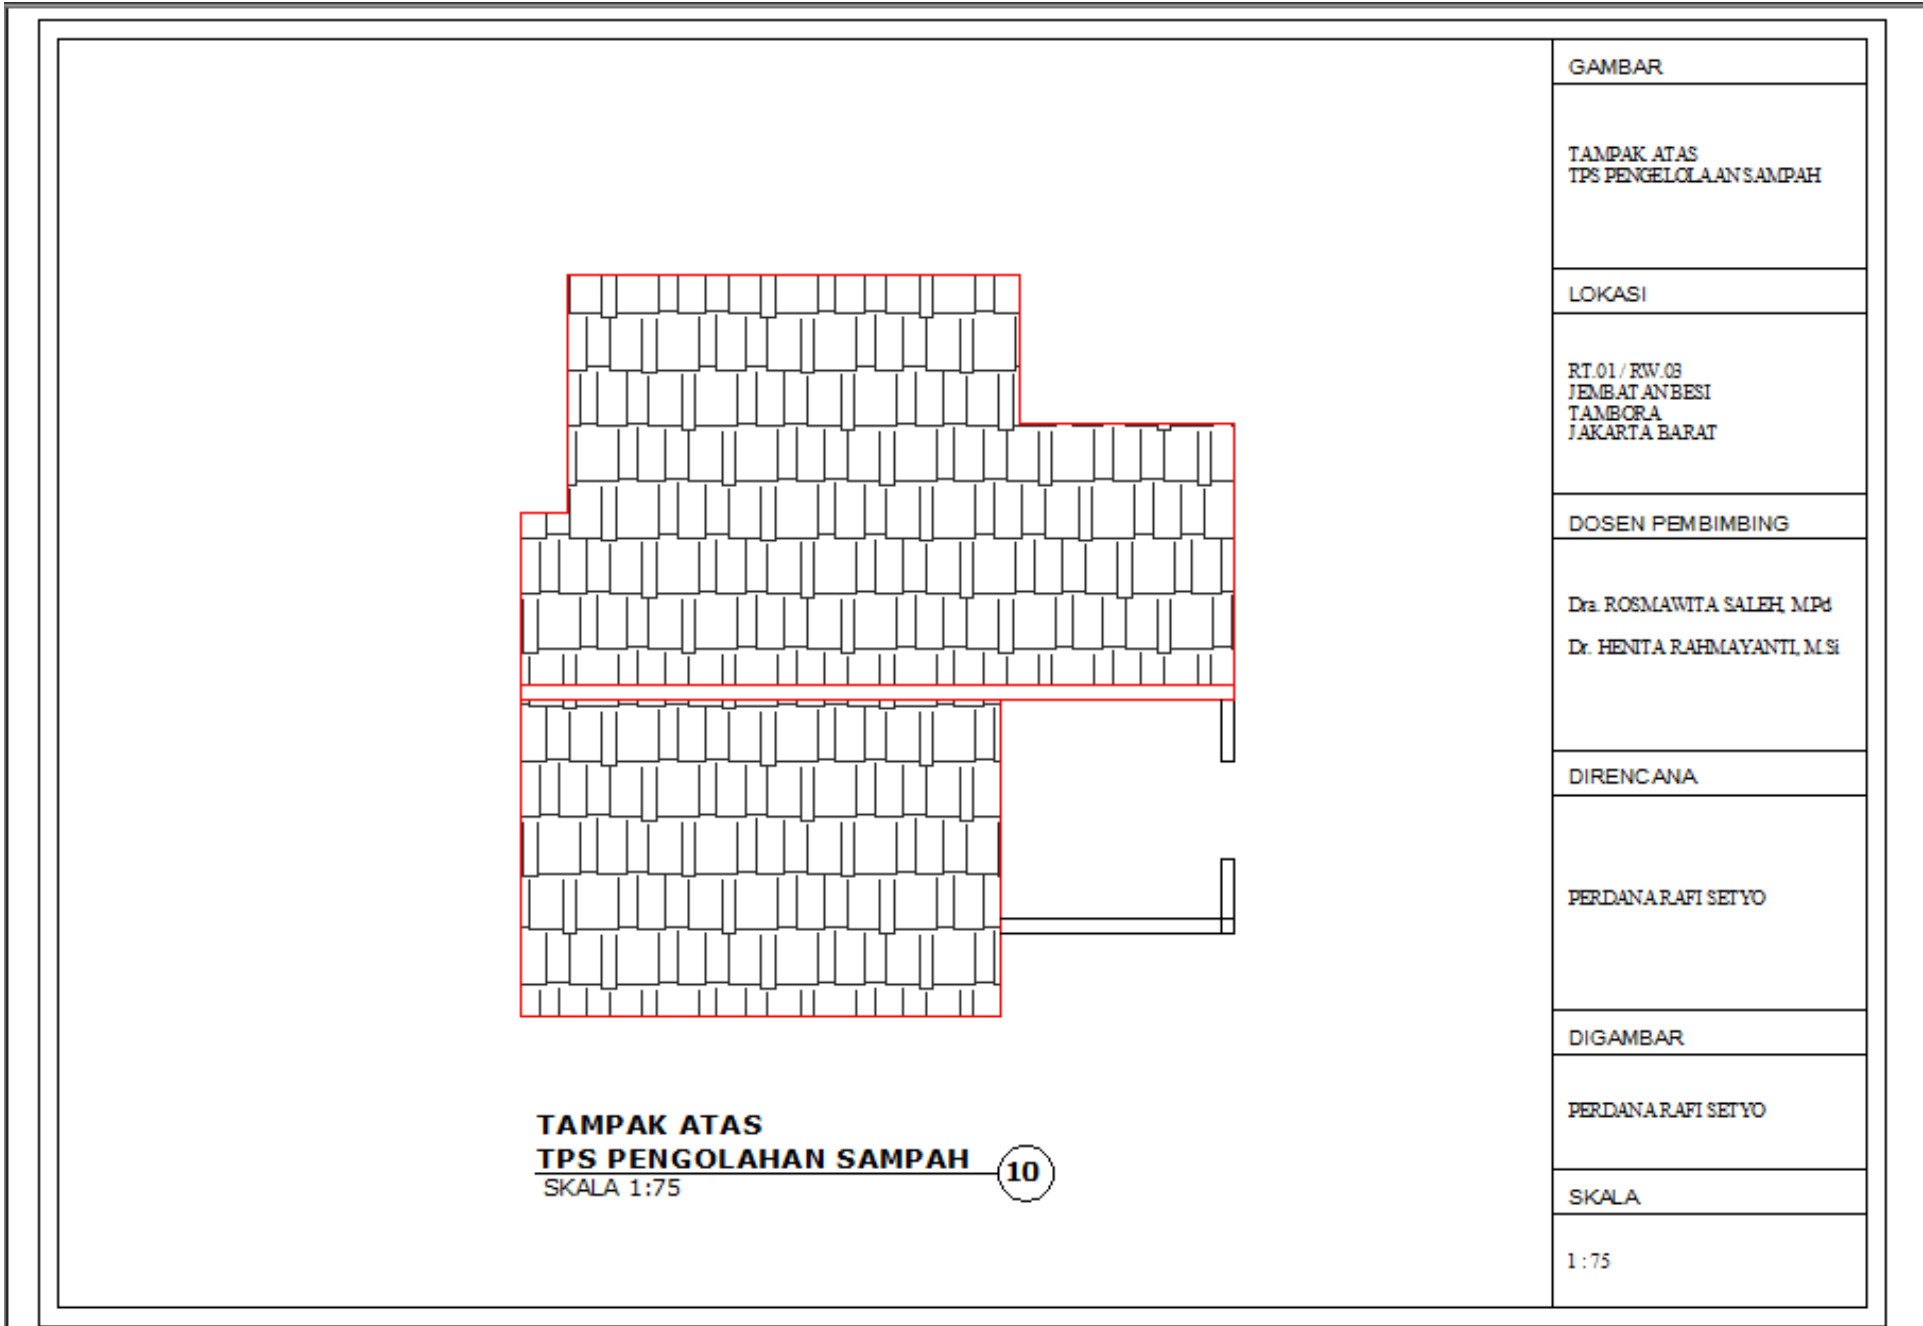 GAMBAR
TAMPAK ATAS
TPS PENGELOLAAN SAMPAH
LOKASI
RT.01 / RW.03
JEMBATAN BESI
TAMBORA
JAKARTA BARAT
DOSEN PEMBIMBING
Dra. ROSMAWITA SALEH, M.Pd
Dr. HENITA RAHMAYANTI, M.Si
DIRENCANA
PERDANA RAFI SETYO
DIGAMBAR
PERDANA RAFI SETYO
SKALA
1 : 75
TAMPAK ATAS
TPS PENGOLAHAN SAMPAH
10
SKALA 1:75